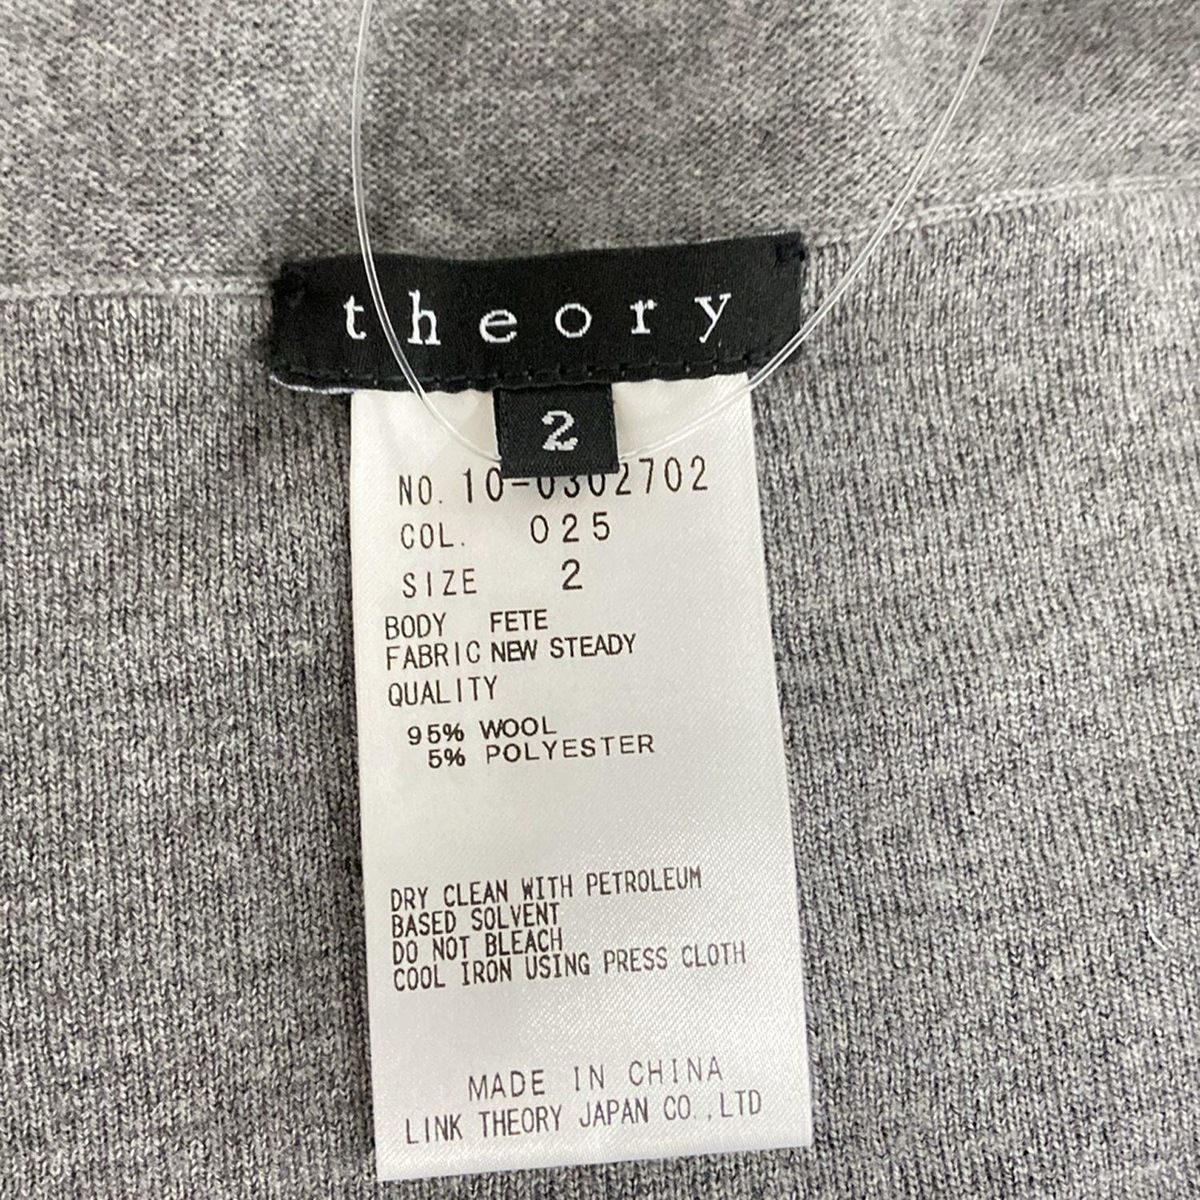 theory
2
NO. 10-0302702
COL. 025
SIZE 2
BODY FETE
FABRIC NEW STEADY
QUALITY
95% WOOL
5% POLYESTER
DRY CLEAN WITH PETROLEUM
BASED SOLVENT
DO NOT BLEACH
COOL IRON USING PRESS CLOTH
MADE IN CHINA
LINK THEORY JAPAN CO.,LTD